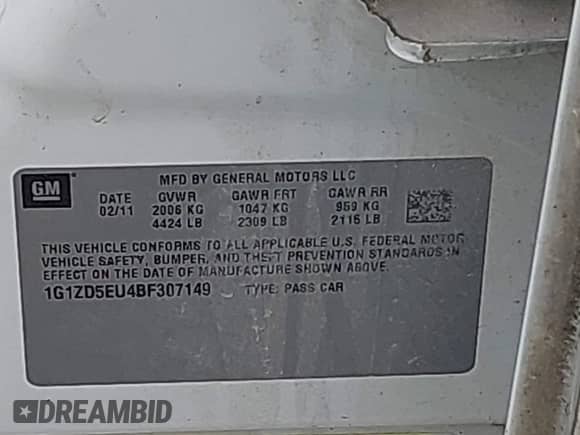 GM
MFD BY GENERAL MOTORS LLC
DATE GVWR GAWR FRT GAWR RR
02/11 2006 KG 1047 KG 959 KG
4424 LB 2309 LB 2115 LB
THIS VEHICLE CONFORMS TO ALL APPLICABLE U.S. FEDERAL MOTOR
VEHICLE SAFETY, BUMPER, AND THEFT PREVENTION STANDARDS IN
EFFECT ON THE DATE OF MANUFACTURE SHOWN ABOVE.
1G1ZD5EU4BF307149 TYPE: PASS CAR
DREAMBID